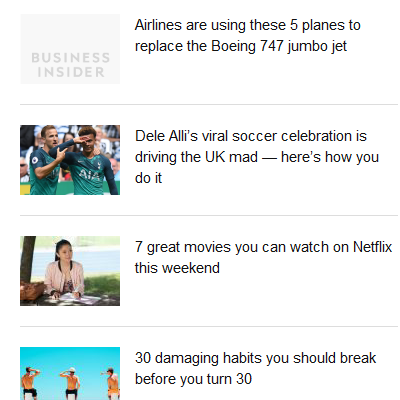 BUSINESS
INSIDER
Airlines are using these 5 planes to
replace the Boeing 747 jumbo jet
Dele Alli’s viral soccer celebration is
driving the UK mad — here’s how you
do it
AIA
7 great movies you can watch on Netflix
this weekend
30 damaging habits you should break
before you turn 30